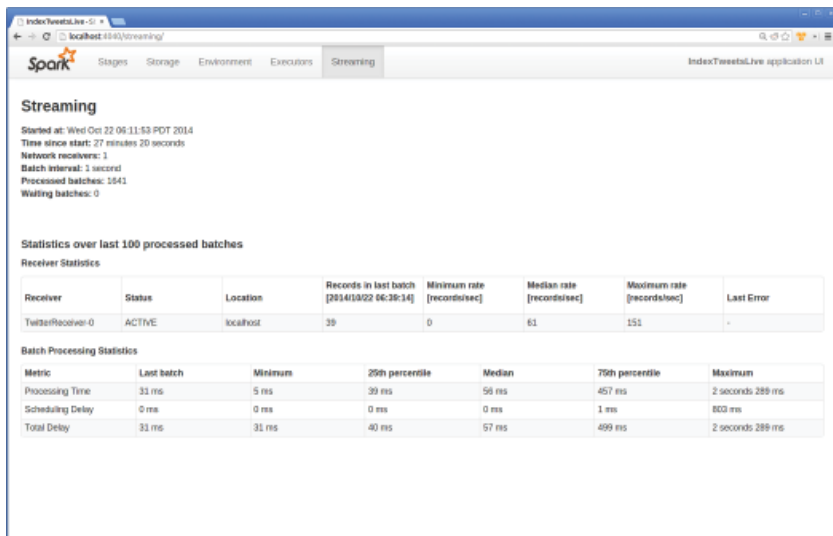 IndexTweetsLive - St
localhost:4040/streaming/
Spark Stages Storage Environment Executors Streaming IndexTweetsLive application UI
Streaming
Started at: Wed Oct 22 06:11:53 PDT 2014
Time since start: 27 minutes 20 seconds
Network receivers: 1
Batch interval: 1 second
Processed batches: 1641
Waiting batches: 0
Statistics over last 100 processed batches
Receiver Statistics
Receiver Status Location Records in last batch [2014/10/22 06:39:14] Minimum rate [records/sec] Median rate [records/sec] Maximum rate [records/sec] Last Error
TwitterReceiver-0 ACTIVE localhost 39 0 61 151 -
Batch Processing Statistics
Metric Last batch Minimum 25th percentile Median 75th percentile Maximum
Processing Time 31 ms 5 ms 39 ms 56 ms 457 ms 2 seconds 289 ms
Scheduling Delay 0 ms 0 ms 0 ms 0 ms 1 ms 803 ms
Total Delay 31 ms 31 ms 40 ms 57 ms 499 ms 2 seconds 289 ms